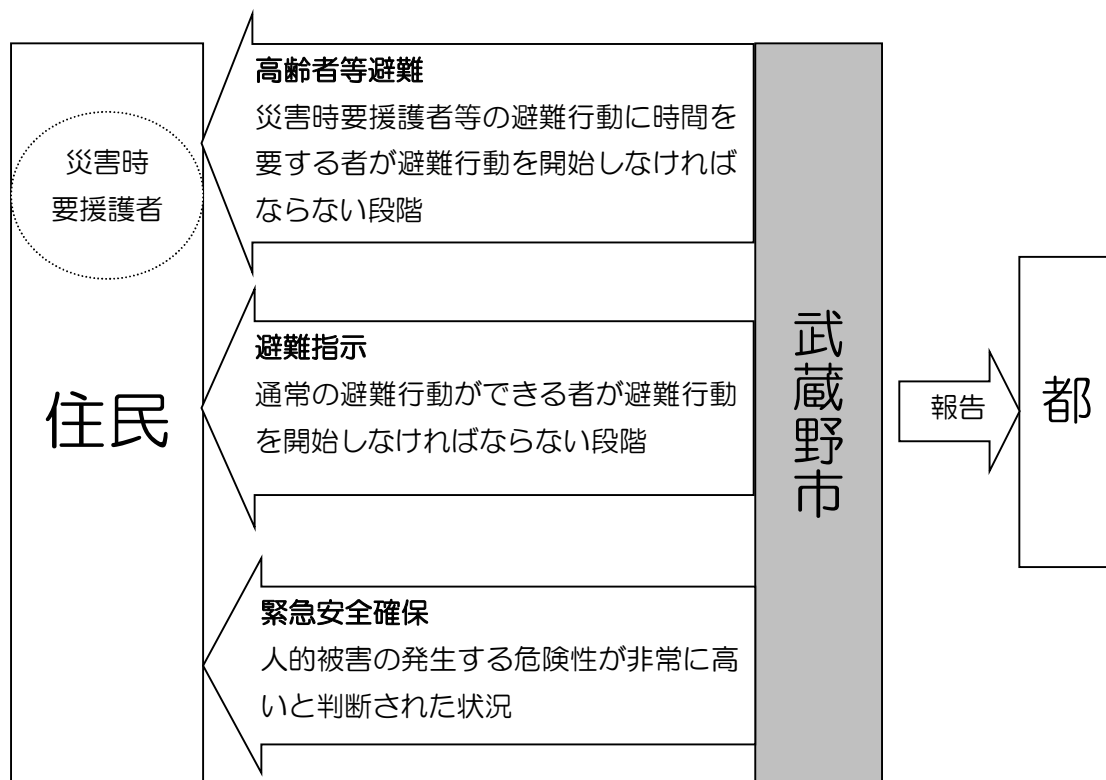 高齢者等避難
災害時要援護者等の避難行動に時間を
要する者が避難行動を開始しなければ
ならない段階
災害時
要援護者
避難指示
通常の避難行動ができる者が避難行動
を開始しなければならない段階
住民
武蔵野市
報告
都
緊急安全確保
人的被害の発生する危険性が非常に高
いと判断された状況